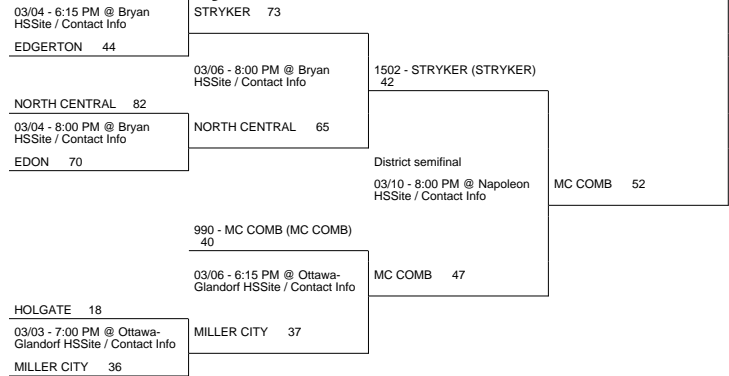 03/04 - 6:15 PM @ Bryan
HSSite / Contact Info
STRYKER 73
EDGERTON 44
03/06 - 8:00 PM @ Bryan
HSSite / Contact Info
1502 - STRYKER (STRYKER)
42
NORTH CENTRAL 82
03/04 - 8:00 PM @ Bryan
HSSite / Contact Info
NORTH CENTRAL 65
EDON 70
District semifinal
03/10 - 8:00 PM @ Napoleon
HSSite / Contact Info
MC COMB 52
990 - MC COMB (MC COMB)
40
03/06 - 6:15 PM @ Ottawa-
Glandorf HSSite / Contact Info
MC COMB 47
HOLGATE 18
03/03 - 7:00 PM @ Ottawa-
Glandorf HSSite / Contact Info
MILLER CITY 37
MILLER CITY 36